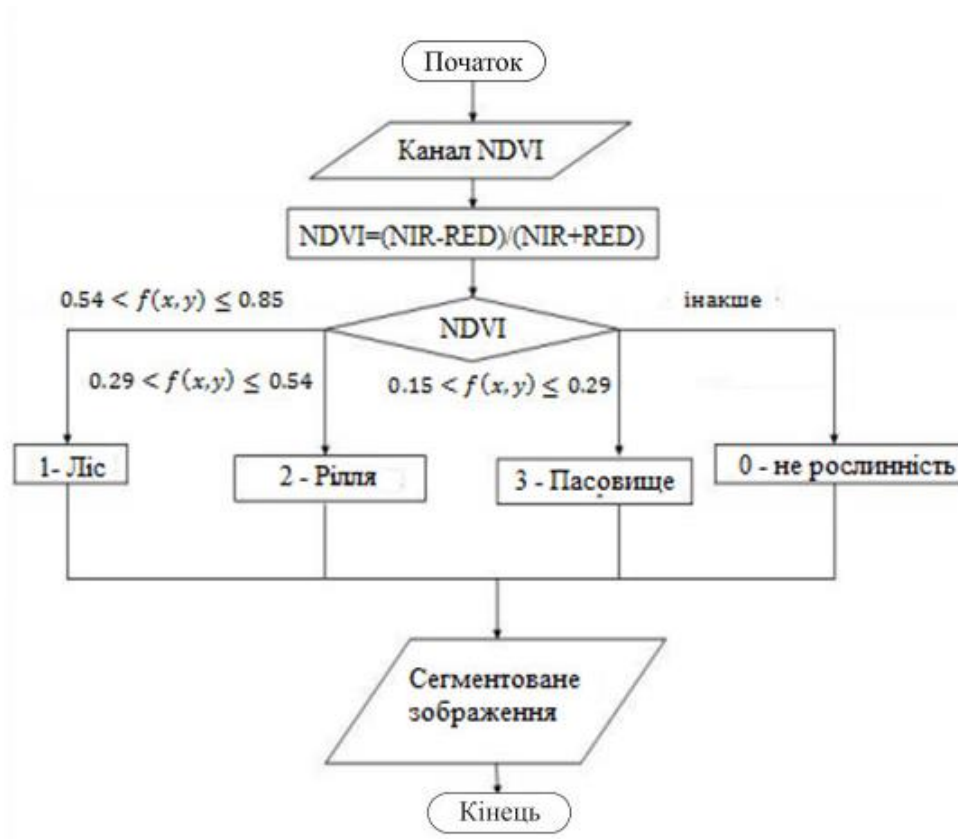 Початок
Канал NDVI
NDVI=(NIR-RED)/(NIR+RED)
0.54 < f(x,y) ≤ 0.85
інакше
NDVI
0.29 < f(x,y) ≤ 0.54
0.15 < f(x,y) ≤ 0.29
1- Ліс
2 - Рілля
3 - Пасовище
0 - не рослинність
Сегментоване
зображення
Кінець